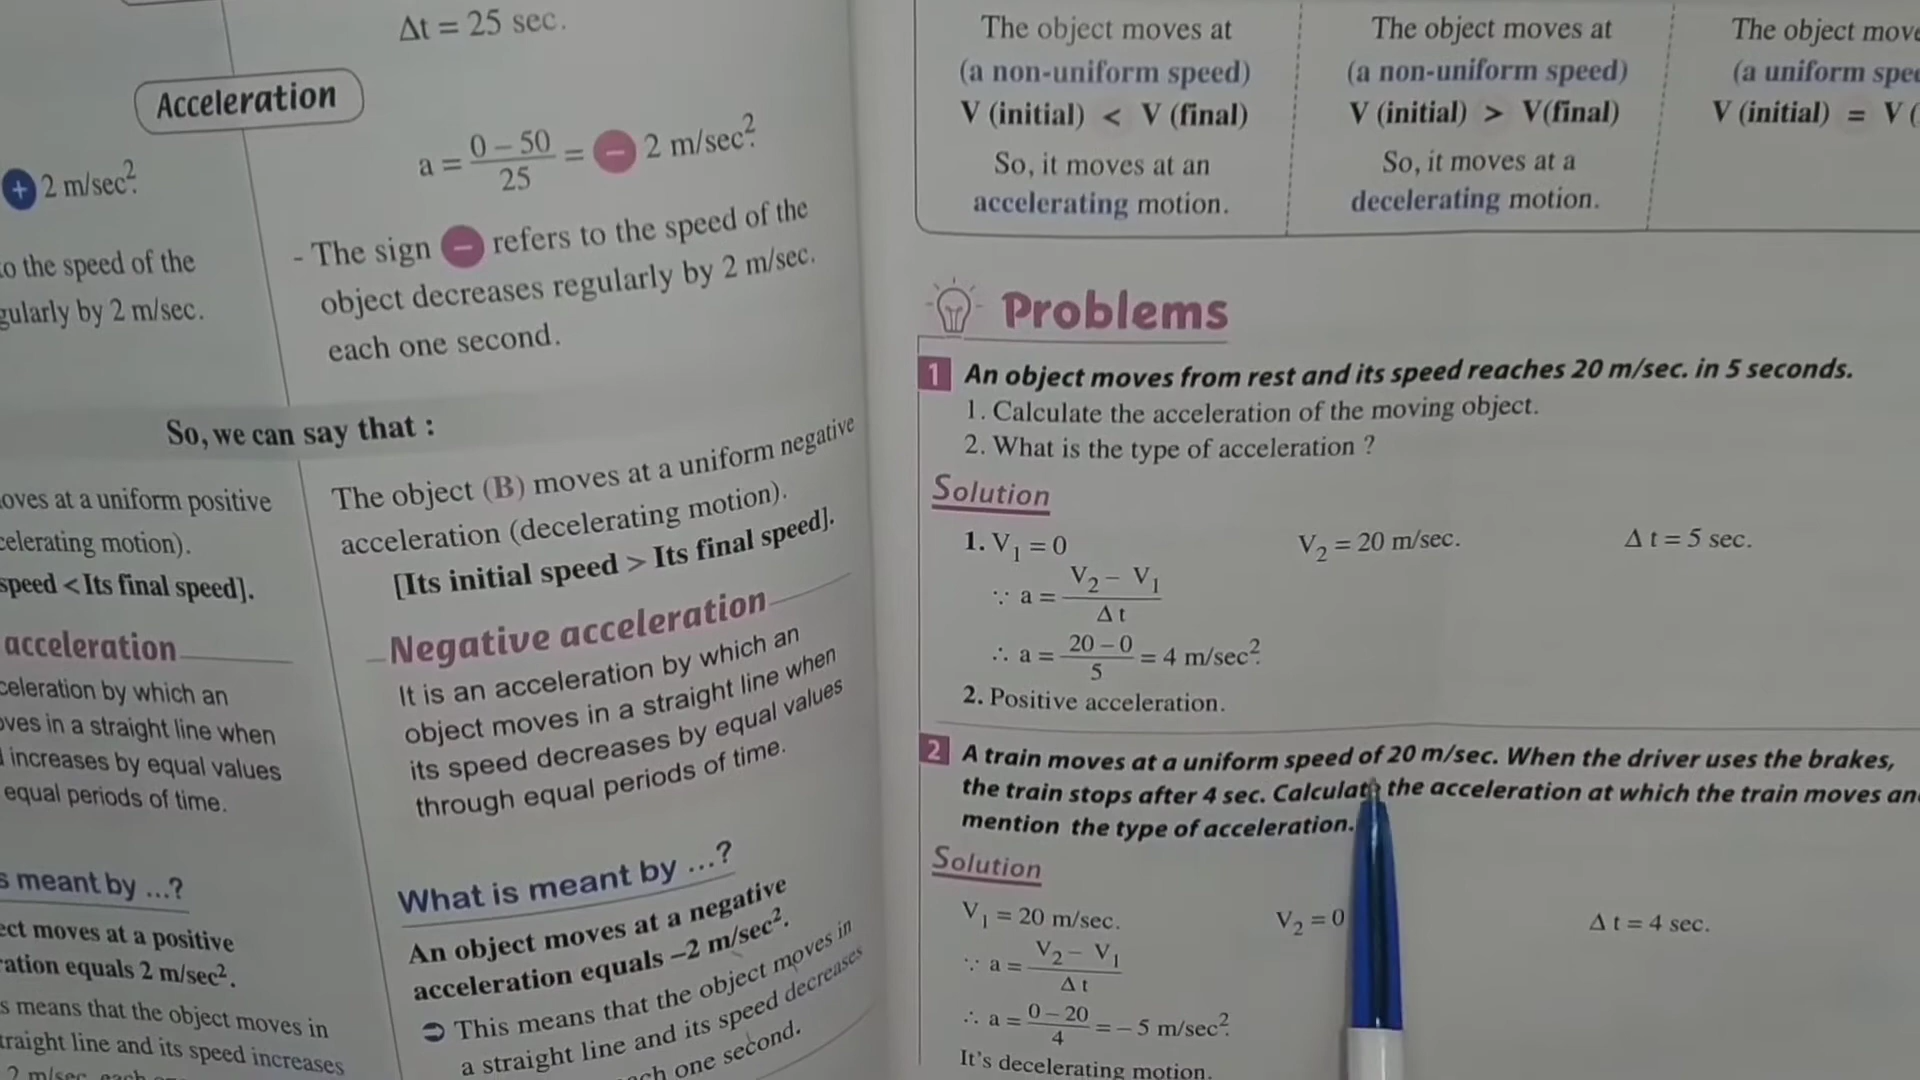 Δt = 25 sec.
Acceleration
a = 0 – 50 / 25 = – 2 m/sec².
+ 2 m/sec².
- The sign – refers to the speed of the
object decreases regularly by 2 m/sec.
each one second.
to the speed of the
gularly by 2 m/sec.
So, we can say that :
oves at a uniform positive
celerating motion).
speed < Its final speed].
acceleration
celeration by which an
oves in a straight line when
increases by equal values
equal periods of time.
s meant by ...?
ect moves at a positive
ration equals 2 m/sec².
s means that the object moves in
traight line and its speed increases
2 m/sec. each
The object (B) moves at a uniform negative
acceleration (decelerating motion).
[Its initial speed > Its final speed].
Negative acceleration
It is an acceleration by which an
object moves in a straight line when
its speed decreases by equal values
through equal periods of time.
What is meant by ...?
An object moves at a negative
acceleration equals –2 m/sec².
This means that the object moves in
a straight line and its speed decreases
ch one second.
The object moves at
(a non-uniform speed)
V (initial) < V (final)
So, it moves at an
accelerating motion.
The object moves at
(a non-uniform speed)
V (initial) > V(final)
So, it moves at a
decelerating motion.
The object move
(a uniform spee
V (initial) = V (
Problems
1 An object moves from rest and its speed reaches 20 m/sec. in 5 seconds.
1. Calculate the acceleration of the moving object.
2. What is the type of acceleration ?
Solution
1. V₁ = 0 V₂ = 20 m/sec. Δ t = 5 sec.
∵ a = V₂ – V₁ / Δ t
∴ a = 20 – 0 / 5 = 4 m/sec².
2. Positive acceleration.
2 A train moves at a uniform speed of 20 m/sec. When the driver uses the brakes,
the train stops after 4 sec. Calculat the acceleration at which the train moves an
mention the type of acceleration.
Solution
V₁ = 20 m/sec. V₂ = 0 Δ t = 4 sec.
∵ a = V₂ – V₁ / Δ t
∴ a = 0 – 20 / 4 = – 5 m/sec².
It's decelerating motion.